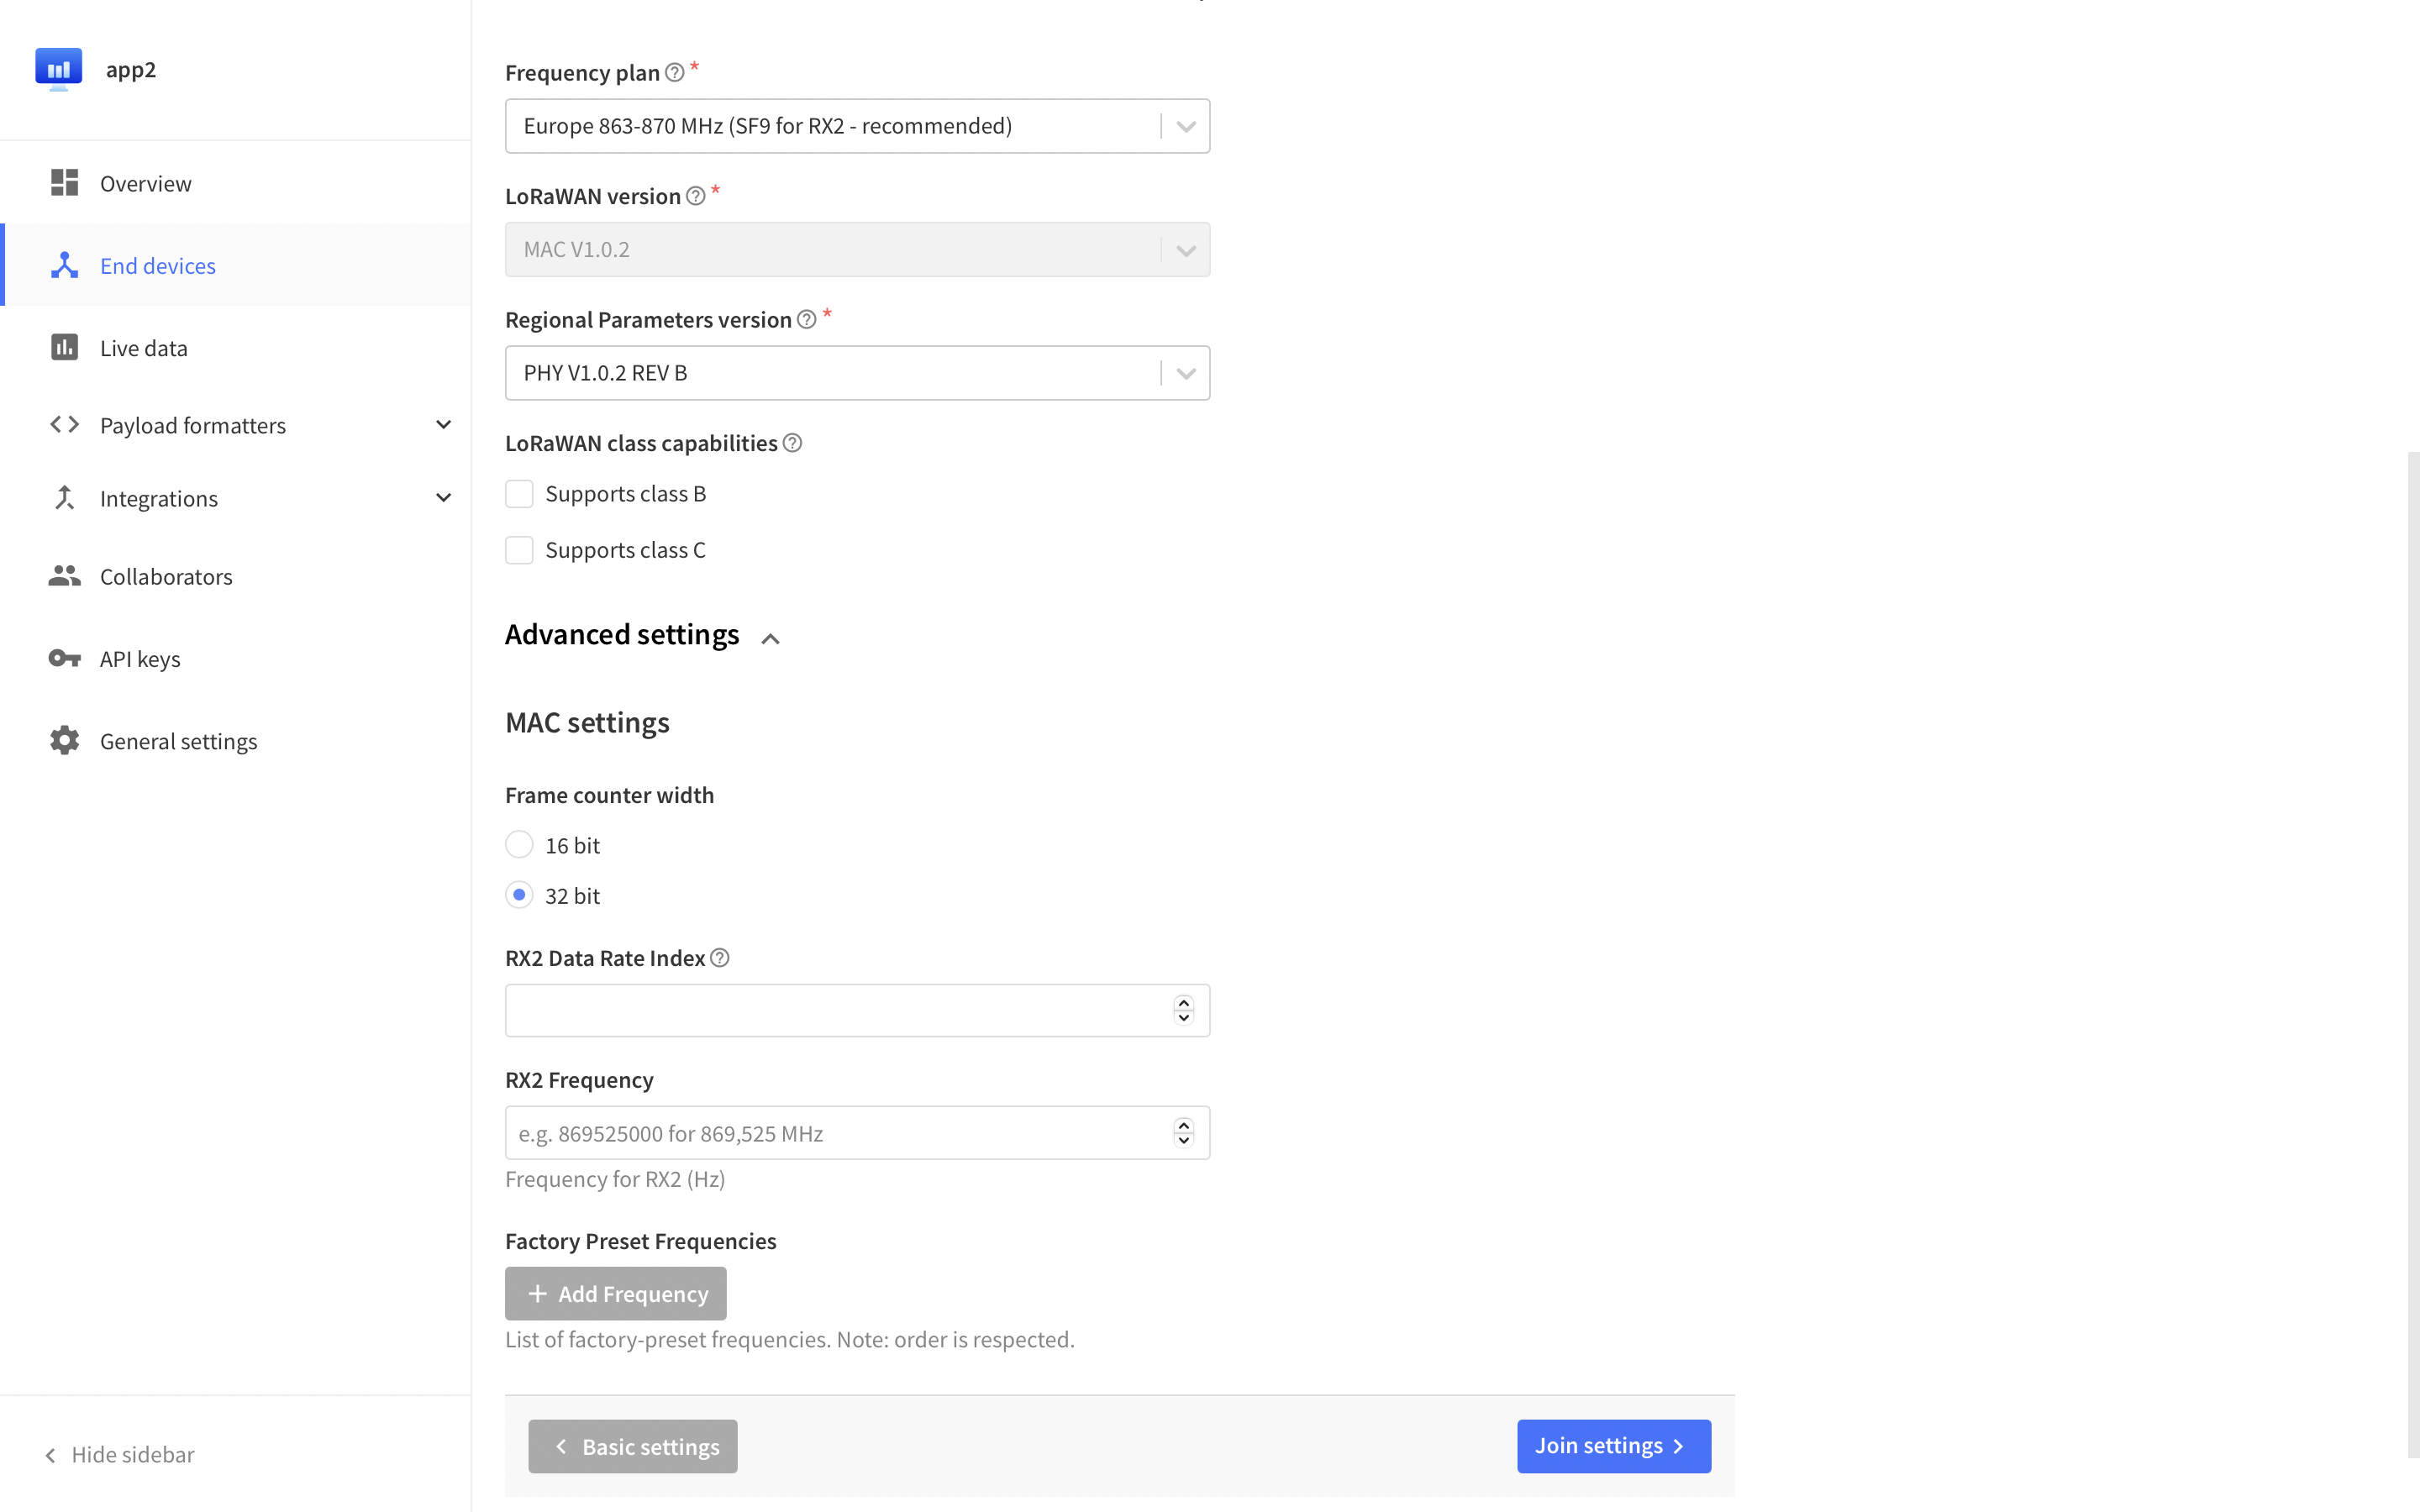 app2
Overview
End devices
Live data
Payload formatters
Integrations
Collaborators
API keys
General settings
Hide sidebar
Frequency plan *
Europe 863-870 MHz (SF9 for RX2 - recommended)
LoRaWAN version *
MAC V1.0.2
Regional Parameters version *
PHY V1.0.2 REV B
LoRaWAN class capabilities
Supports class B
Supports class C
Advanced settings
MAC settings
Frame counter width
16 bit
32 bit
RX2 Data Rate Index
RX2 Frequency
e.g. 869525000 for 869,525 MHz
Frequency for RX2 (Hz)
Factory Preset Frequencies
+ Add Frequency
List of factory-preset frequencies. Note: order is respected.
Basic settings
Join settings